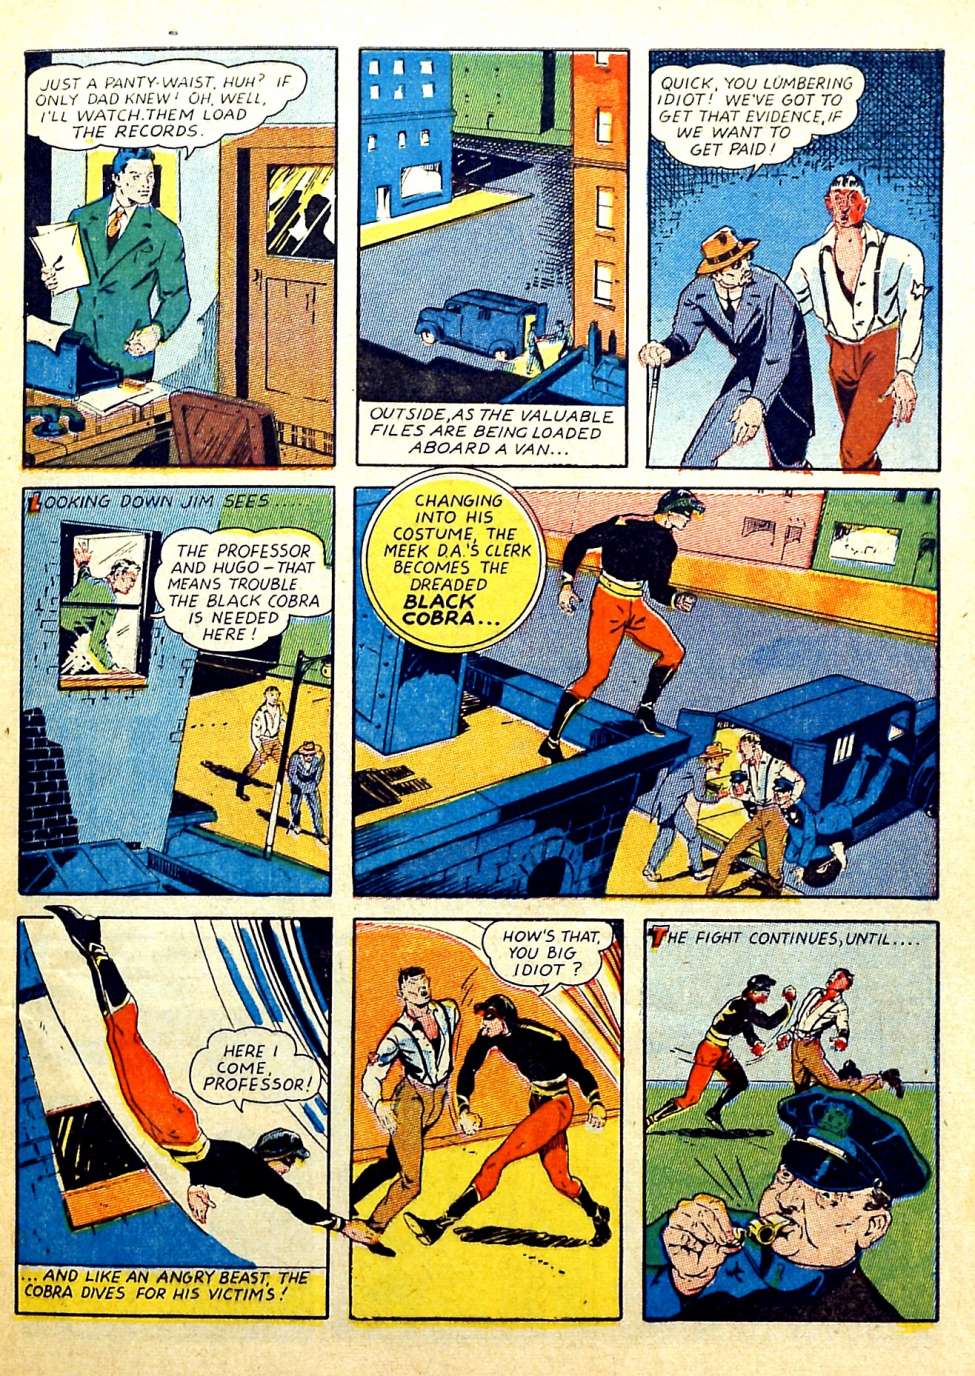 JUST A PANTY-WAIST, HUH? IF
ONLY DAD KNEW! OH, WELL,
I'LL WATCH.THEM LOAD
THE RECORDS.
OUTSIDE, AS THE VALUABLE
FILES ARE BEING LOADED
ABOARD A VAN...
QUICK, YOU LUMBERING
IDIOT! WE'VE GOT TO
GET THAT EVIDENCE, IF
WE WANT TO
GET PAID!
LOOKING DOWN JIM SEES......
THE PROFESSOR
AND HUGO-THAT
MEANS TROUBLE
THE BLACK COBRA
IS NEEDED
HERE!
CHANGING
INTO HIS
COSTUME, THE
MEEK D.A.'S CLERK
BECOMES THE
DREADED
BLACK
COBRA...
HERE I
COME,
PROFESSOR!
...AND LIKE AN ANGRY BEAST, THE
COBRA DIVES FOR HIS VICTIMS!
HOW'S THAT,
YOU BIG
IDIOT?
THE FIGHT CONTINUES, UNTIL....